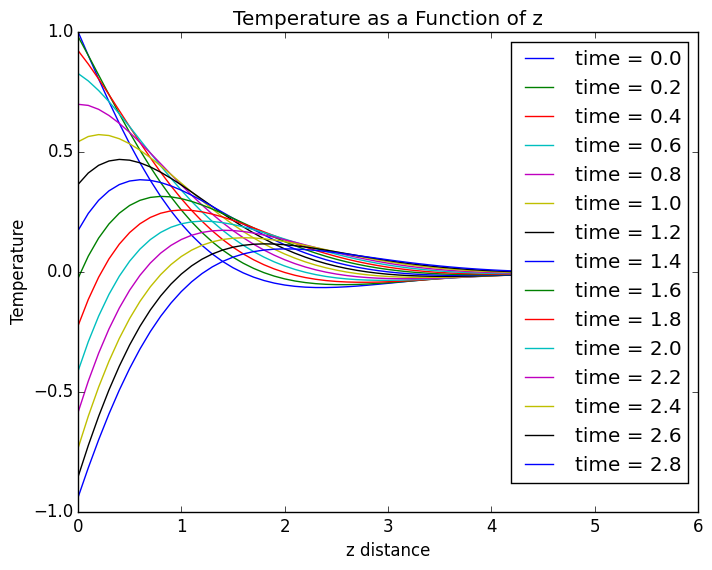 Temperature as a Function of z
1.0
0.5
0.0
−0.5
−1.0
Temperature
time = 0.0
time = 0.2
time = 0.4
time = 0.6
time = 0.8
time = 1.0
time = 1.2
time = 1.4
time = 1.6
time = 1.8
time = 2.0
time = 2.2
time = 2.4
time = 2.6
time = 2.8
0 1 2 3 4 5 6
z distance